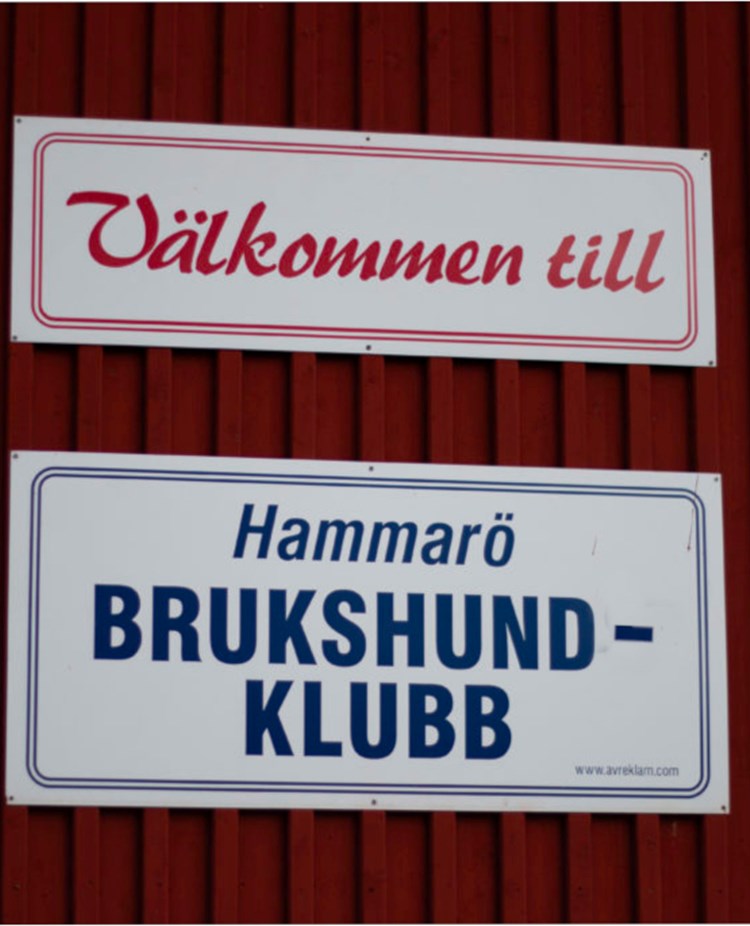 Välkommen till
Hammarö
BRUKSHUND-
KLUBB
www.avreklam.com